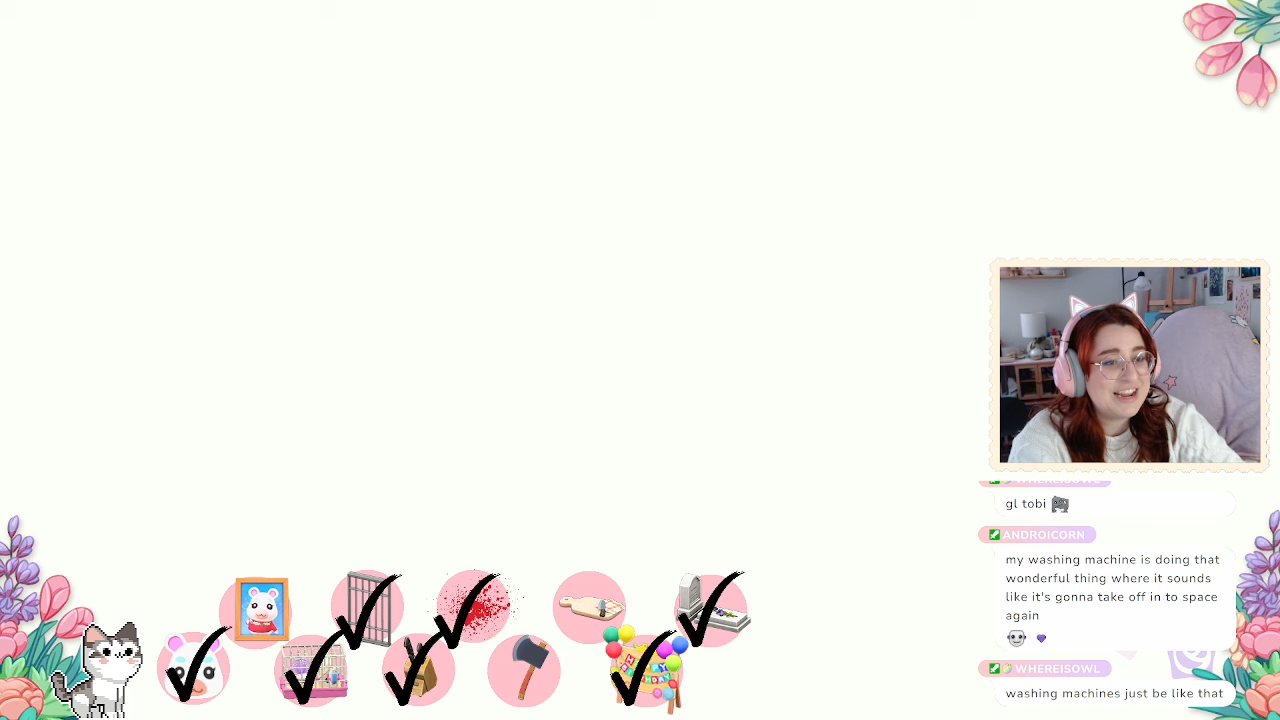 WHEREISOWL
gl tobi
ANDROICORN
my washing machine is doing that
wonderful thing where it sounds
like it's gonna take off in to space
again
WHEREISOWL
washing machines just be like that